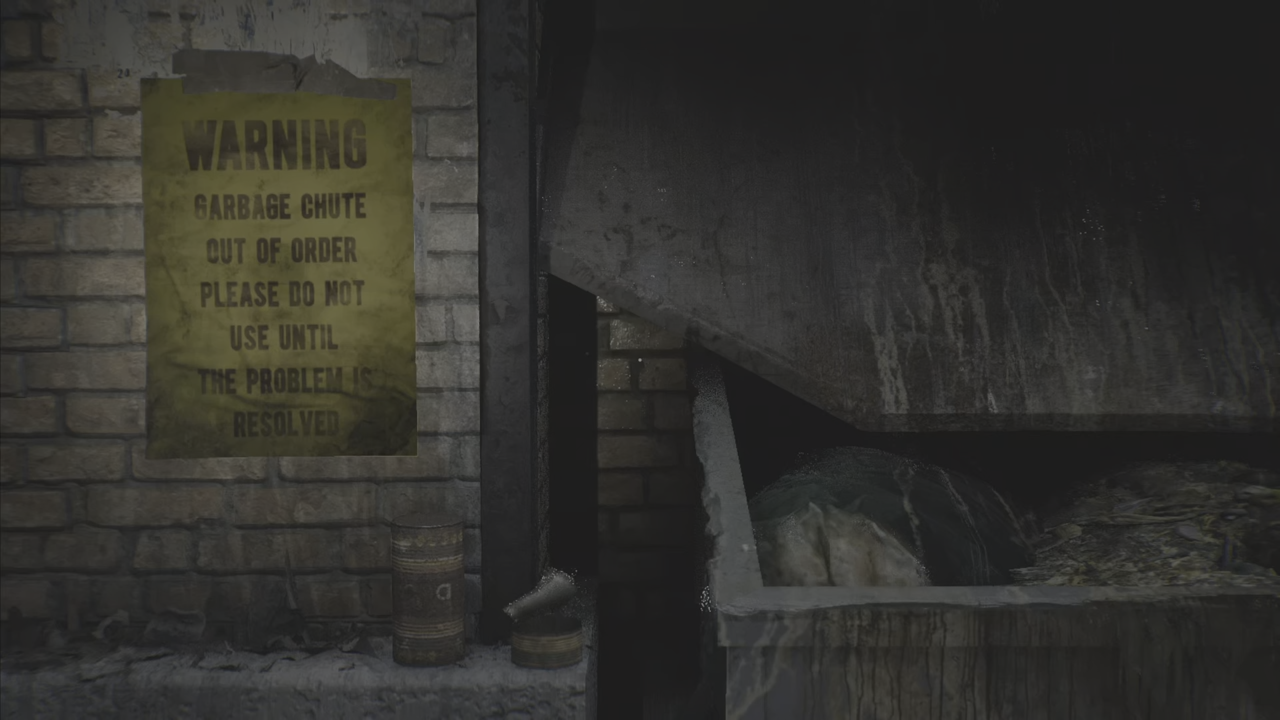 WARNING
GARBAGE CHUTE
OUT OF ORDER
PLEASE DO NOT
USE UNTIL
THE PROBLEM IS
RESOLVED